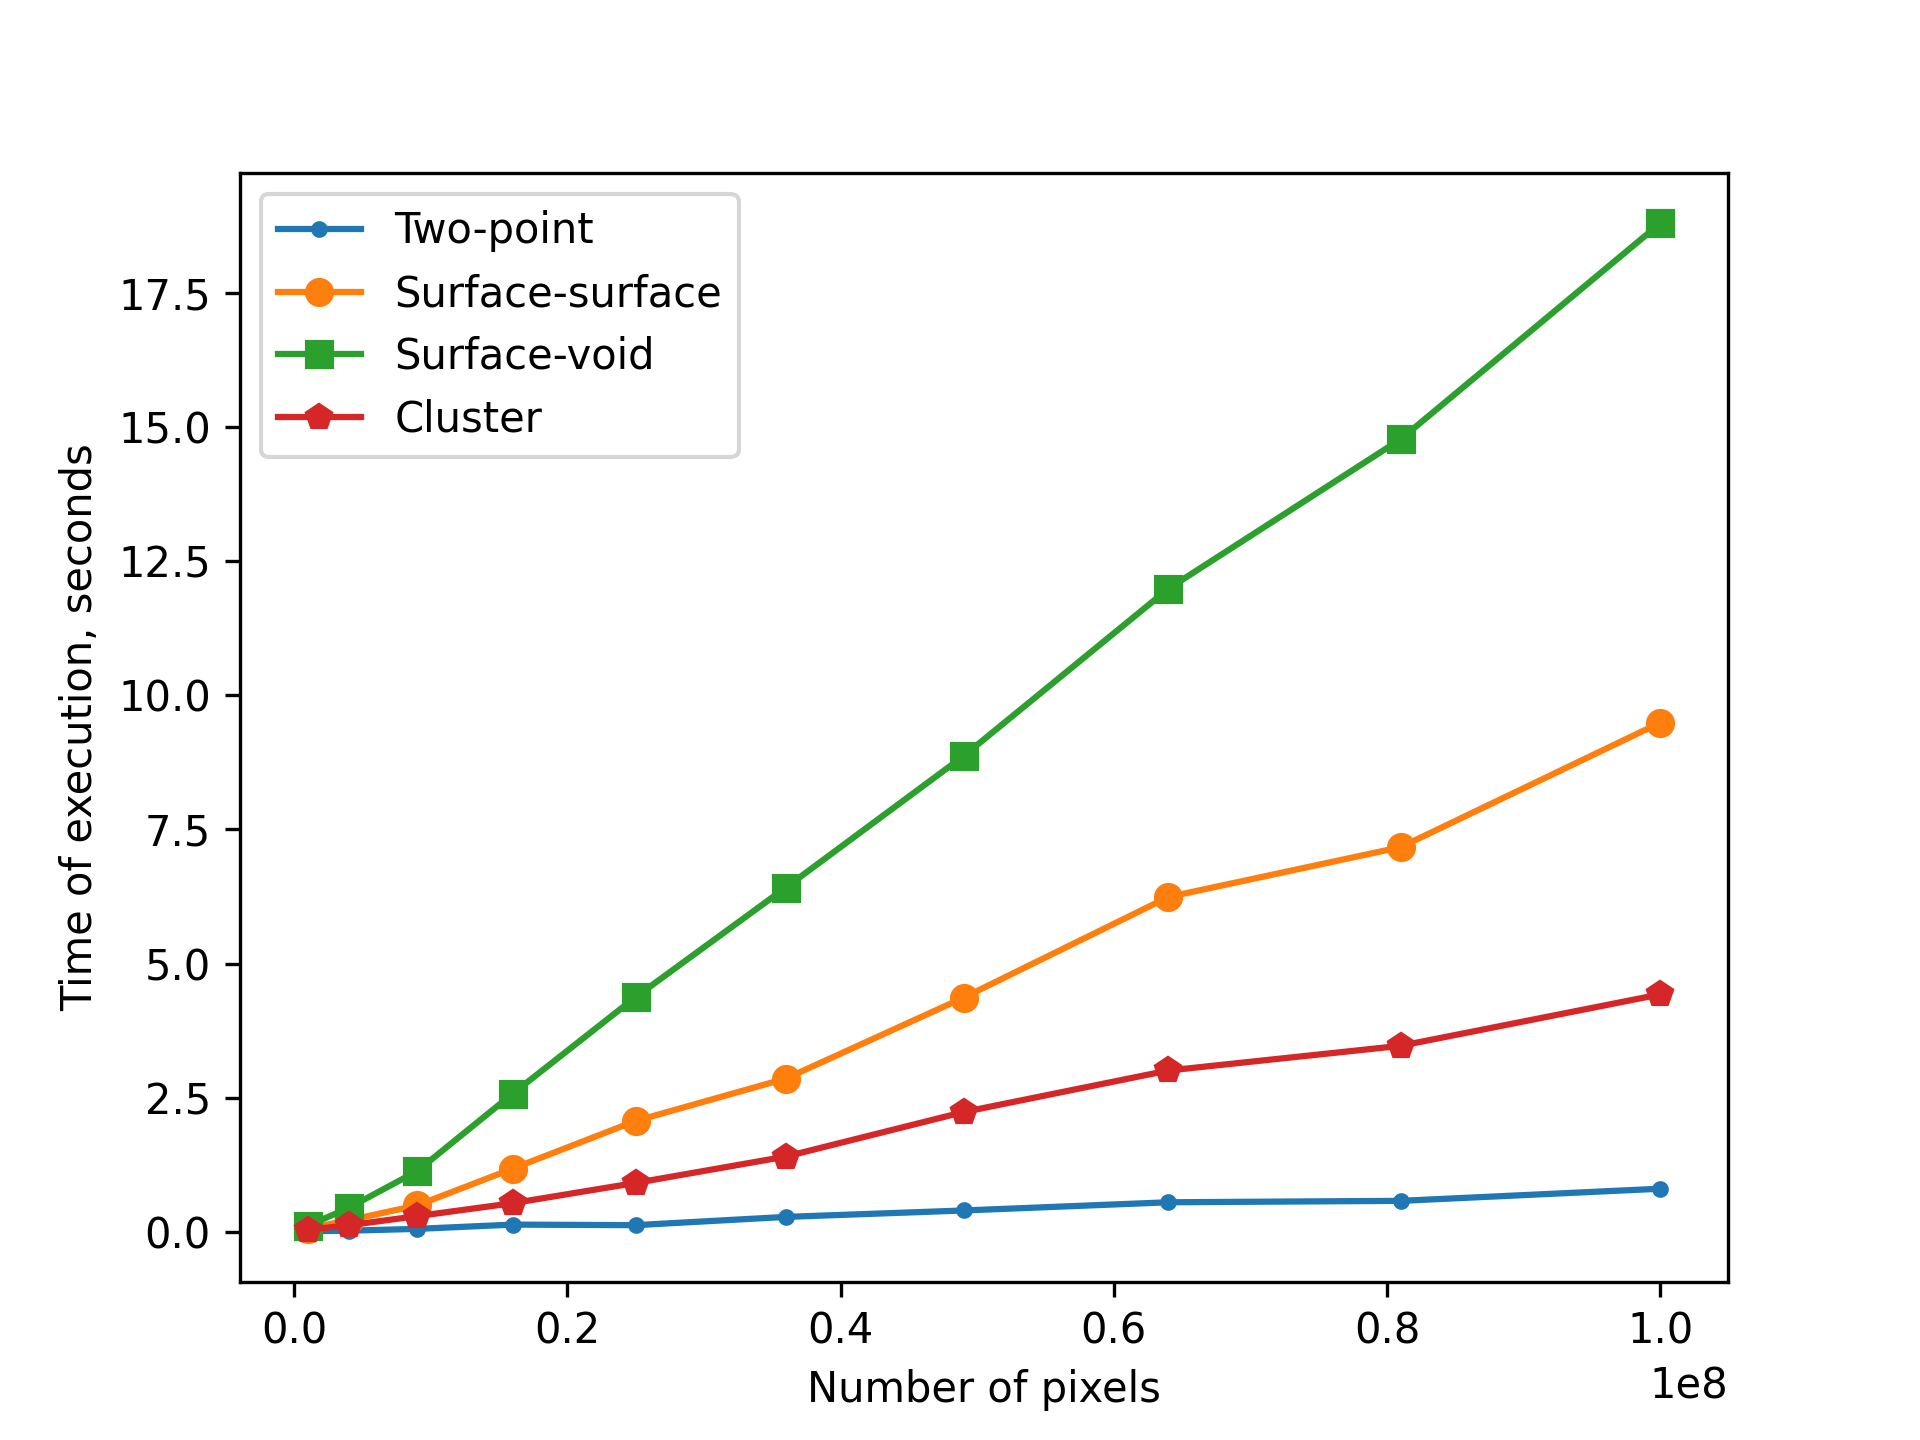 Two-point
Surface-surface
Surface-void
Cluster
17.5
15.0
12.5
10.0
7.5
5.0
2.5
0.0
Time of execution, seconds
0.0 0.2 0.4 0.6 0.8 1.0
Number of pixels
1e8